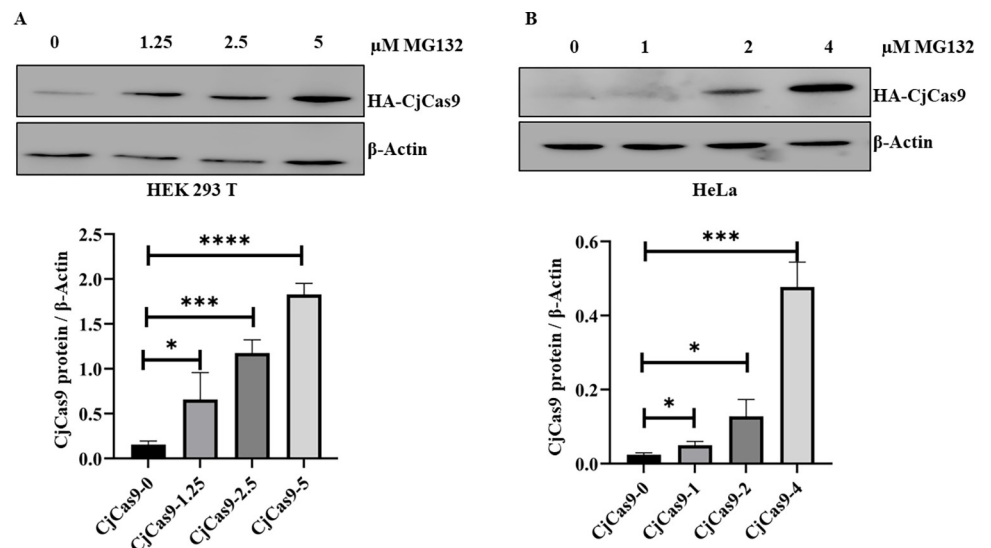 A
0 1.25 2.5 5 μM MG132
HA-CjCas9
β-Actin
HEK 293 T
CjCas9 protein / β-Actin
2.5
2.0
1.5
1.0
0.5
0.0
****
***
*
CjCas9-0
CjCas9-1.25
CjCas9-2.5
CjCas9-5
B
0 1 2 4 μM MG132
HA-CjCas9
β-Actin
HeLa
CjCas9 protein / β-Actin
0.6
0.4
0.2
0.0
***
*
*
CjCas9-0
CjCas9-1
CjCas9-2
CjCas9-4